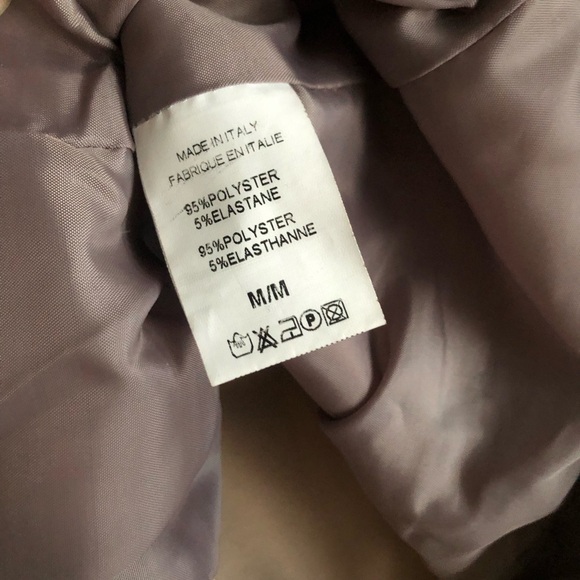 MADE IN ITALY
FABRIQUE EN ITALIE
95%POLYSTER
5%ELASTANE
95%POLYSTER
5%ELASTHANNE
M/M
P